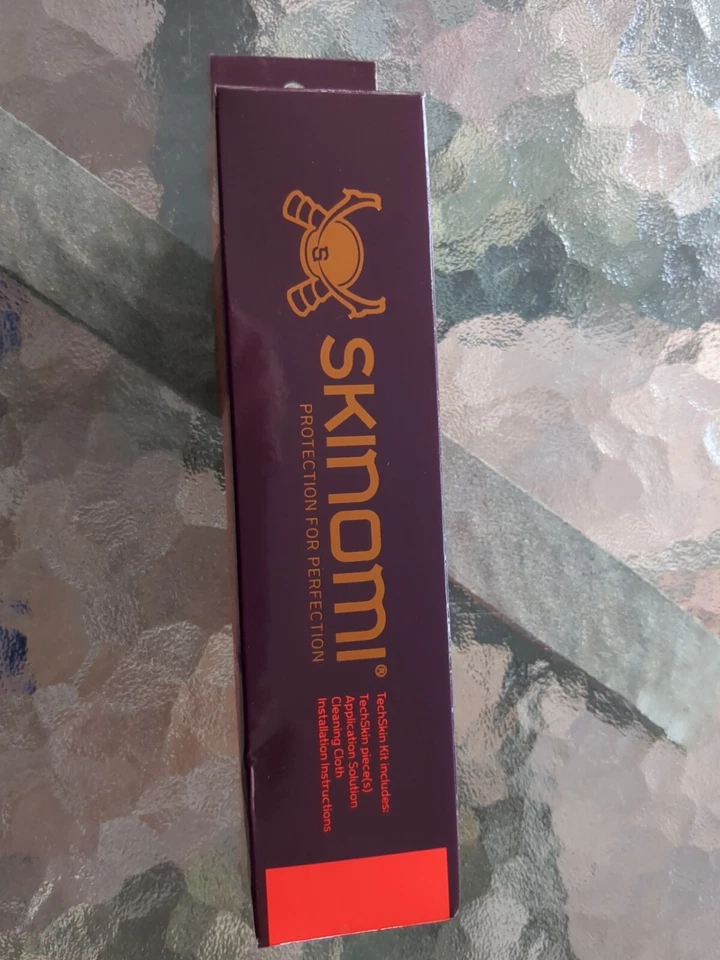 S
SKINOMI®
PROTECTION FOR PERFECTION
TechSkin Kit includes:
TechSkin piece(s)
Application Solution
Cleaning Cloth
Installation Instructions